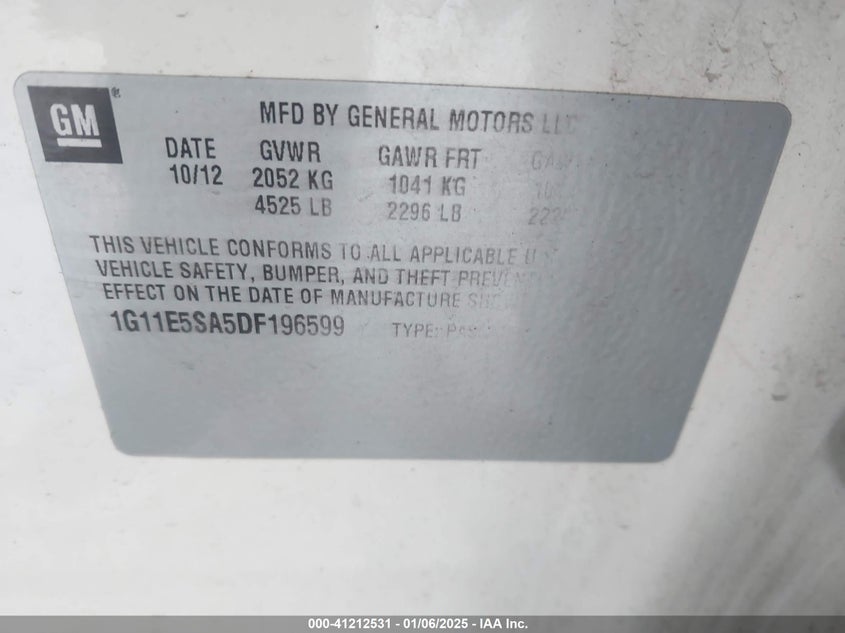 GM
MFD BY GENERAL MOTORS LLC
DATE GVWR GAWR FRT
10/12 2052 KG 1041 KG
4525 LB 2296 LB
THIS VEHICLE CONFORMS TO ALL APPLICABLE
VEHICLE SAFETY, BUMPER, AND THEFT PREVEN
EFFECT ON THE DATE OF MANUFACTURE
1G11E5SA5DF196599 TYPE:
000-41212531 - 01/06/2025 - IAA Inc.